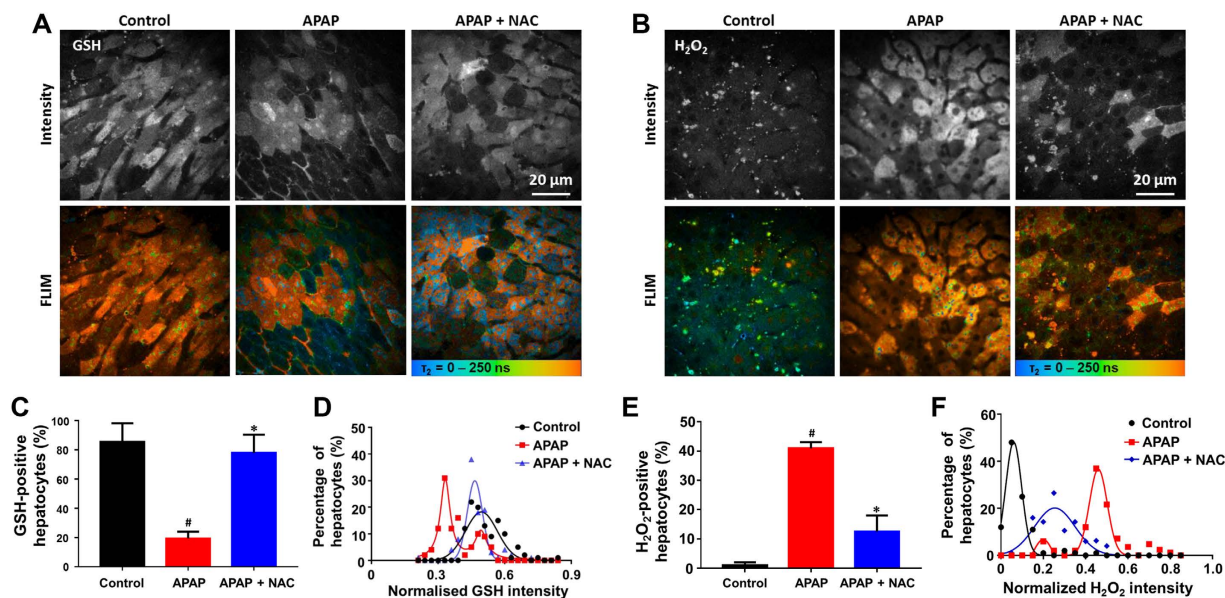 A
Control
APAP
APAP + NAC
Intensity
GSH
20 µm
FLIM
τ₂ = 0 – 250 ns
B
Control
APAP
APAP + NAC
Intensity
H₂O₂
20 µm
FLIM
τ₂ = 0 – 250 ns
C
GSH-positive
hepatocytes (%)
100
80
60
40
20
0
#
*
Control
APAP
APAP + NAC
D
Percentage of
hepatocytes (%)
50
40
30
20
10
0
Control
APAP
APAP + NAC
0
0.3
0.6
0.9
Normalised GSH intensity
E
H₂O₂-positive
hepatocytes (%)
50
40
30
20
10
0
#
*
Control
APAP
APAP + NAC
F
Percentage of
hepatocytes (%)
60
40
20
0
Control
APAP
APAP + NAC
0
0.2
0.4
0.6
0.8
1.0
Normalized H₂O₂ intensity